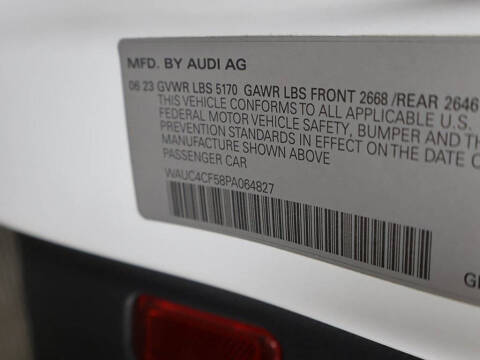 MFD. BY AUDI AG
06 23 GVWR LBS 5170 GAWR LBS FRONT 2668 /REAR 2646
THIS VEHICLE CONFORMS TO ALL APPLICABLE U.S.
FEDERAL MOTOR VEHICLE SAFETY, BUMPER AND TH
PREVENTION STANDARDS IN EFFECT ON THE DATE O
MANUFACTURE SHOWN ABOVE
PASSENGER CAR
WAUC4CF58PA064827